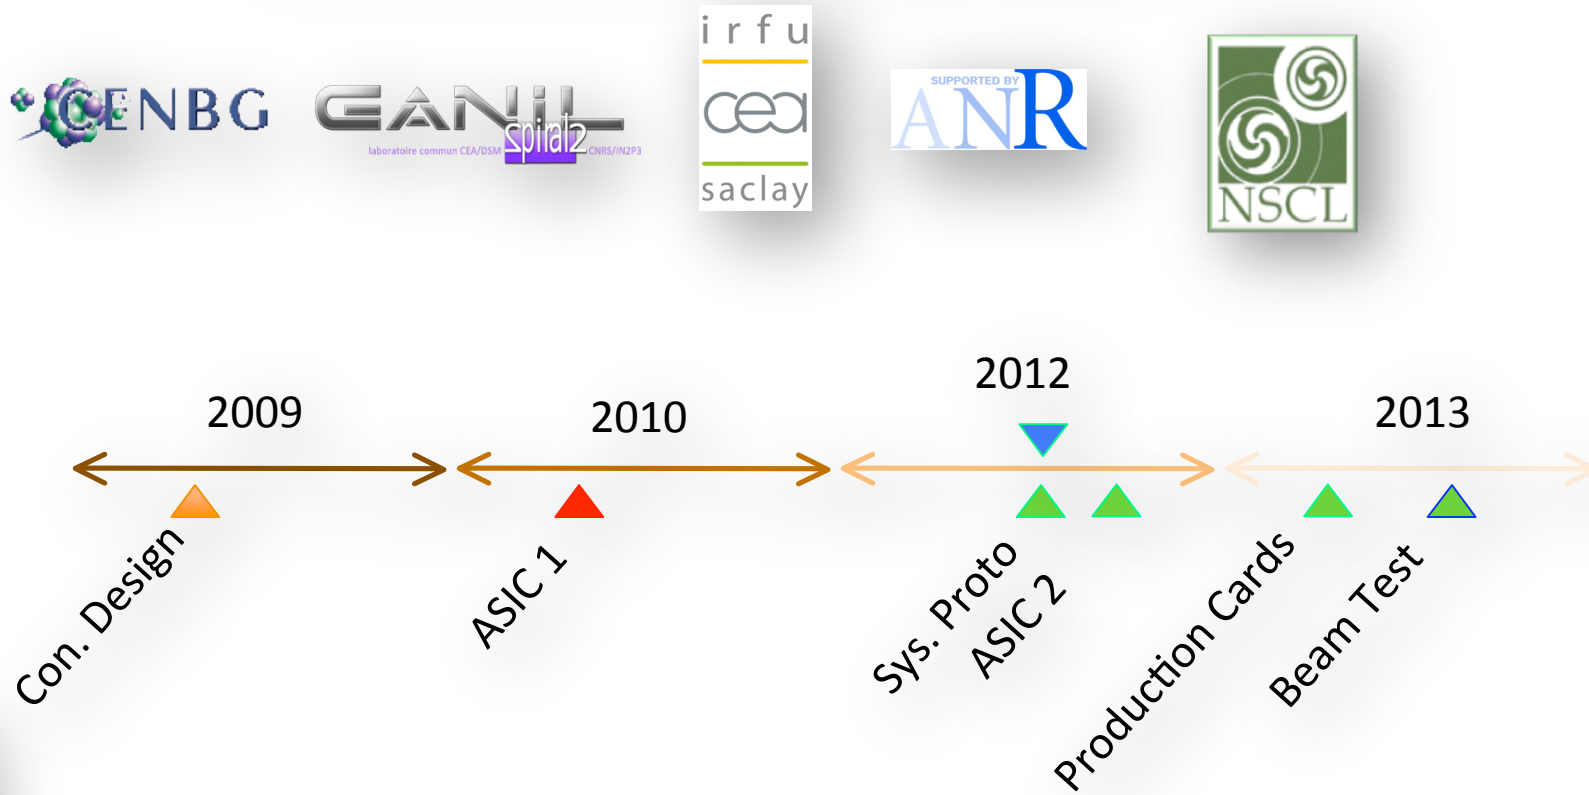 CENBG
GANIL
spiral2
laboratoire commun CEA/DSM
CNRS/IN2P3
irfu
cea
saclay
SUPPORTED BY
ANR
NSCL
2009
2010
2012
2013
Con. Design
ASIC 1
Sys. Proto
ASIC 2
Production Cards
Beam Test